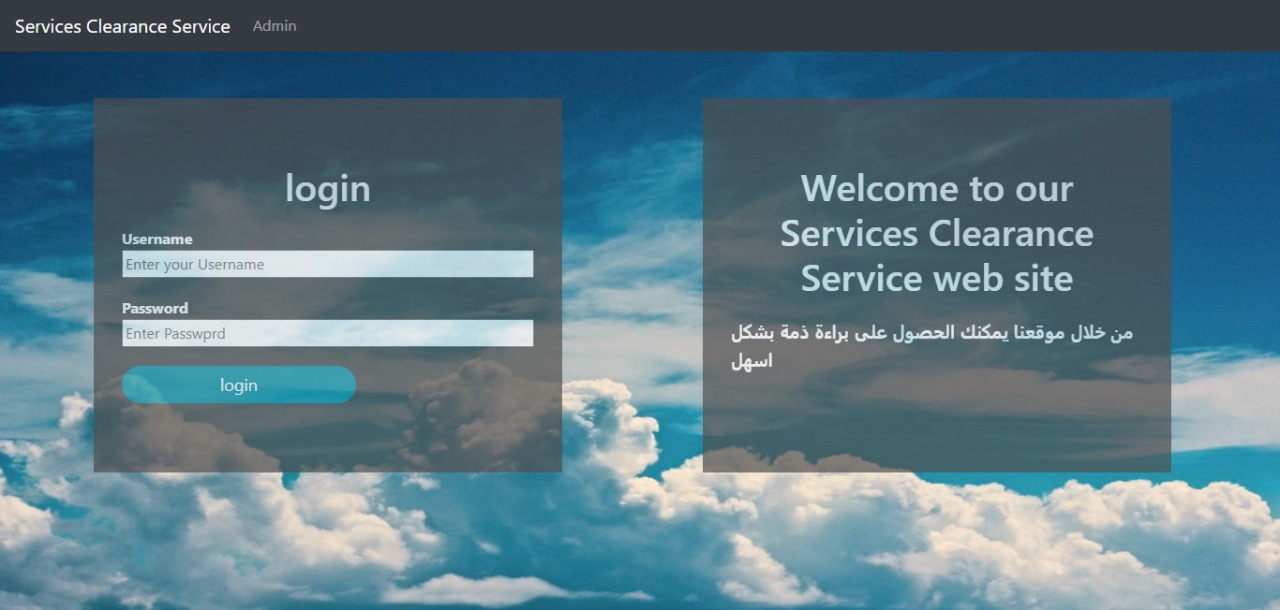 Services Clearance Service Admin
login
Username
Enter your Username
Password
Enter Passwprd
login
Welcome to our
Services Clearance
Service web site
من خلال موقعنا يمكنك الحصول على براءة ذمة بشكل
اسهل